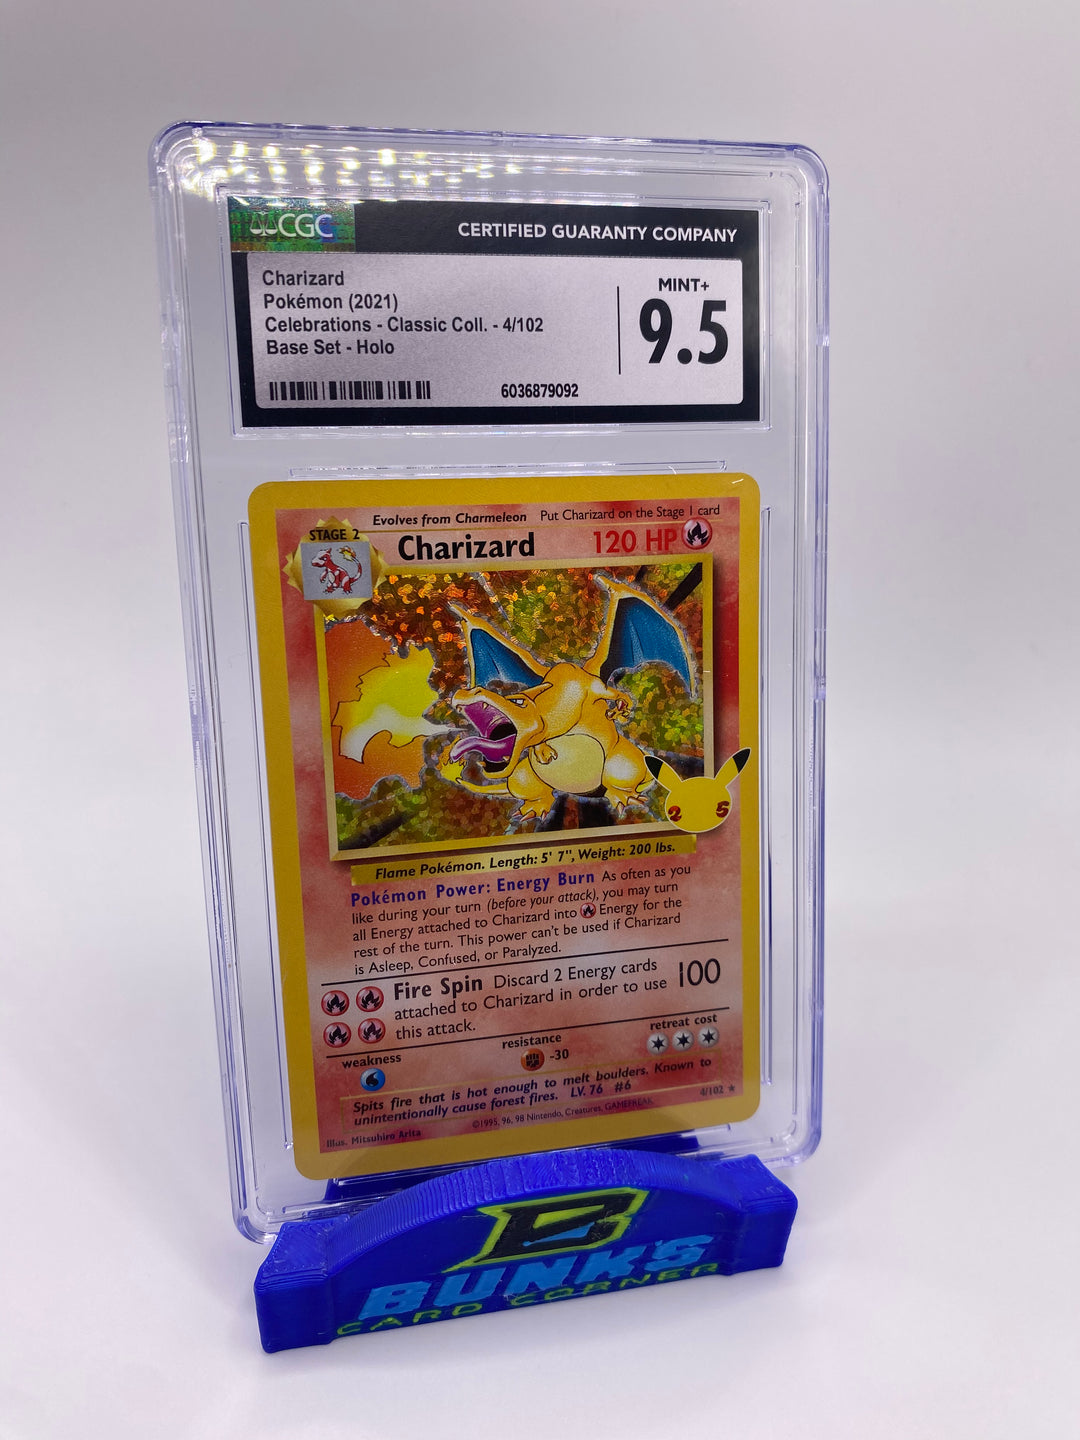 CGC
CERTIFIED GUARANTY COMPANY
Charizard
Pokémon (2021)
Celebrations - Classic Coll. - 4/102
Base Set - Holo
MINT+
9.5
6036879092
Evolves from Charmeleon Put Charizard on the Stage 1 card
STAGE 2
Charizard 120 HP
25
Flame Pokémon. Length: 5' 7", Weight: 200 lbs.
Pokémon Power: Energy Burn As often as you
like during your turn (before your attack), you may turn
all Energy attached to Charizard into Energy for the
rest of the turn. This power can't be used if Charizard
is Asleep, Confused, or Paralyzed.
Fire Spin Discard 2 Energy cards
attached to Charizard in order to use
this attack.
100
weakness
resistance
-30
retreat cost
Spits fire that is hot enough to melt boulders. Known to
unintentionally cause forest fires. LV. 76 #6
4/102
Illus. Mitsuhiro Arita
©1995, 96, 98 Nintendo, Creatures, GAMEFREAK
B
BUNKS
CARD CORNER